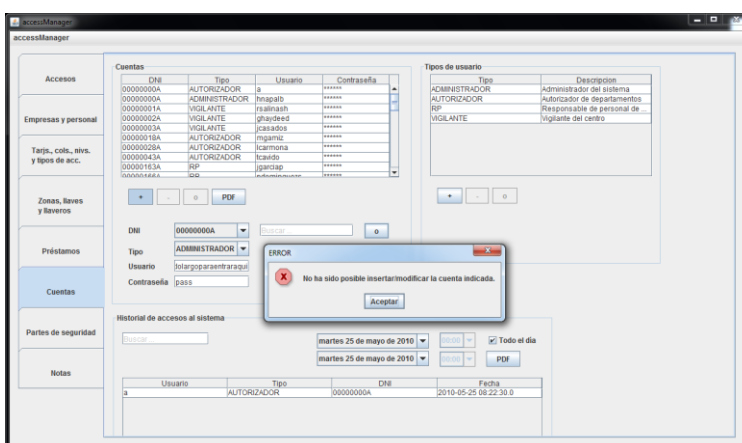 accessManager
accessManager
Accesos
Empresas y personal
Tarjs., cols., nivs.
y tipos de acc.
Zonas, llaves
y llaveros
Préstamos
Cuentas
Partes de seguridad
Notas
Cuentas
DNI Tipo Usuario Contraseña
00000000A AUTORIZADOR a ******
00000000A ADMINISTRADOR hnapalb ******
00000001A VIGILANTE rsalinash ******
00000002A VIGILANTE ghaydeed ******
00000003A VIGILANTE jcasados ******
00000018A AUTORIZADOR mgamiz ******
00000028A AUTORIZADOR lcarmona ******
00000043A AUTORIZADOR tcavido ******
00000163A RP jgarciap ******
00000166A RP ndominguezr ******
+ - o PDF
DNI 00000000A Buscar... o
Tipo ADMINISTRADOR
Usuario tolargoparaentraraqui
Contraseña pass
Tipos de usuario
Tipo Descripcion
ADMINISTRADOR Administrador del sistema
AUTORIZADOR Autorizador de departamentos
RP Responsable de personal de ...
VIGILANTE Vigilante del centro
+ - o
ERROR
No ha sido posible insertar/modificar la cuenta indicada.
Aceptar
Historial de accesos al sistema
Buscar...
martes 25 de mayo de 2010 00:00 Todo el día
martes 25 de mayo de 2010 00:00 PDF
Usuario Tipo DNI Fecha
a AUTORIZADOR 00000000A 2010-05-25 08:22:30.0